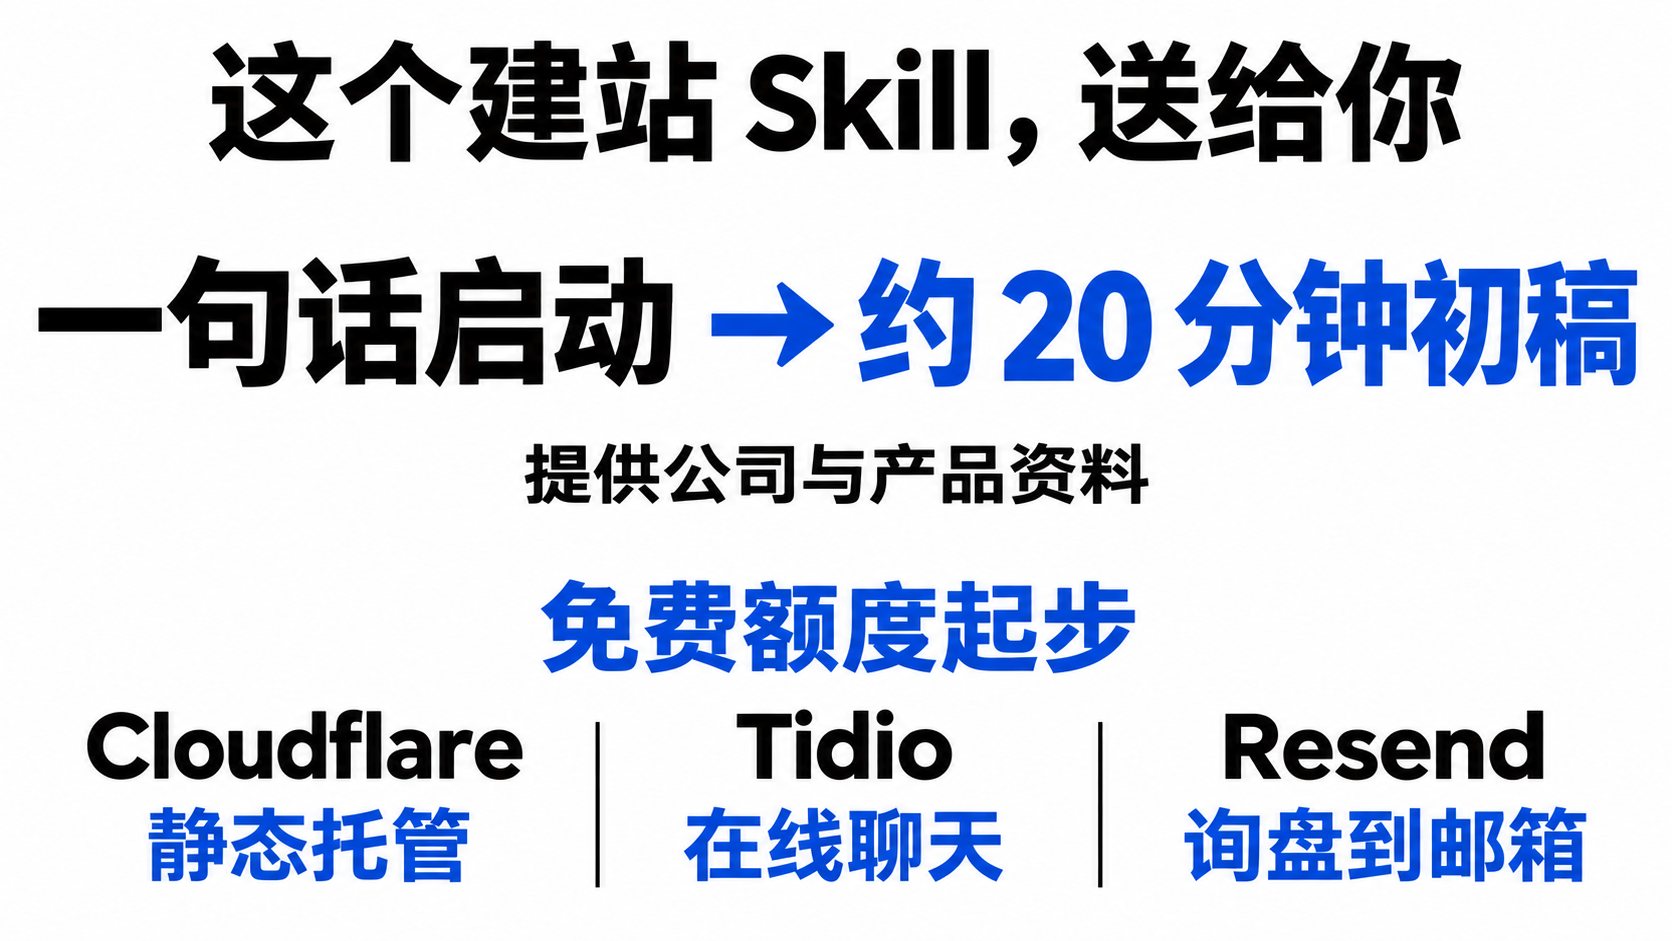 这个建站 Skill，送给你
一句话启动 → 约 20 分钟初稿
提供公司与产品资料
免费额度起步
Cloudflare
静态托管
Tidio
在线聊天
Resend
询盘到邮箱